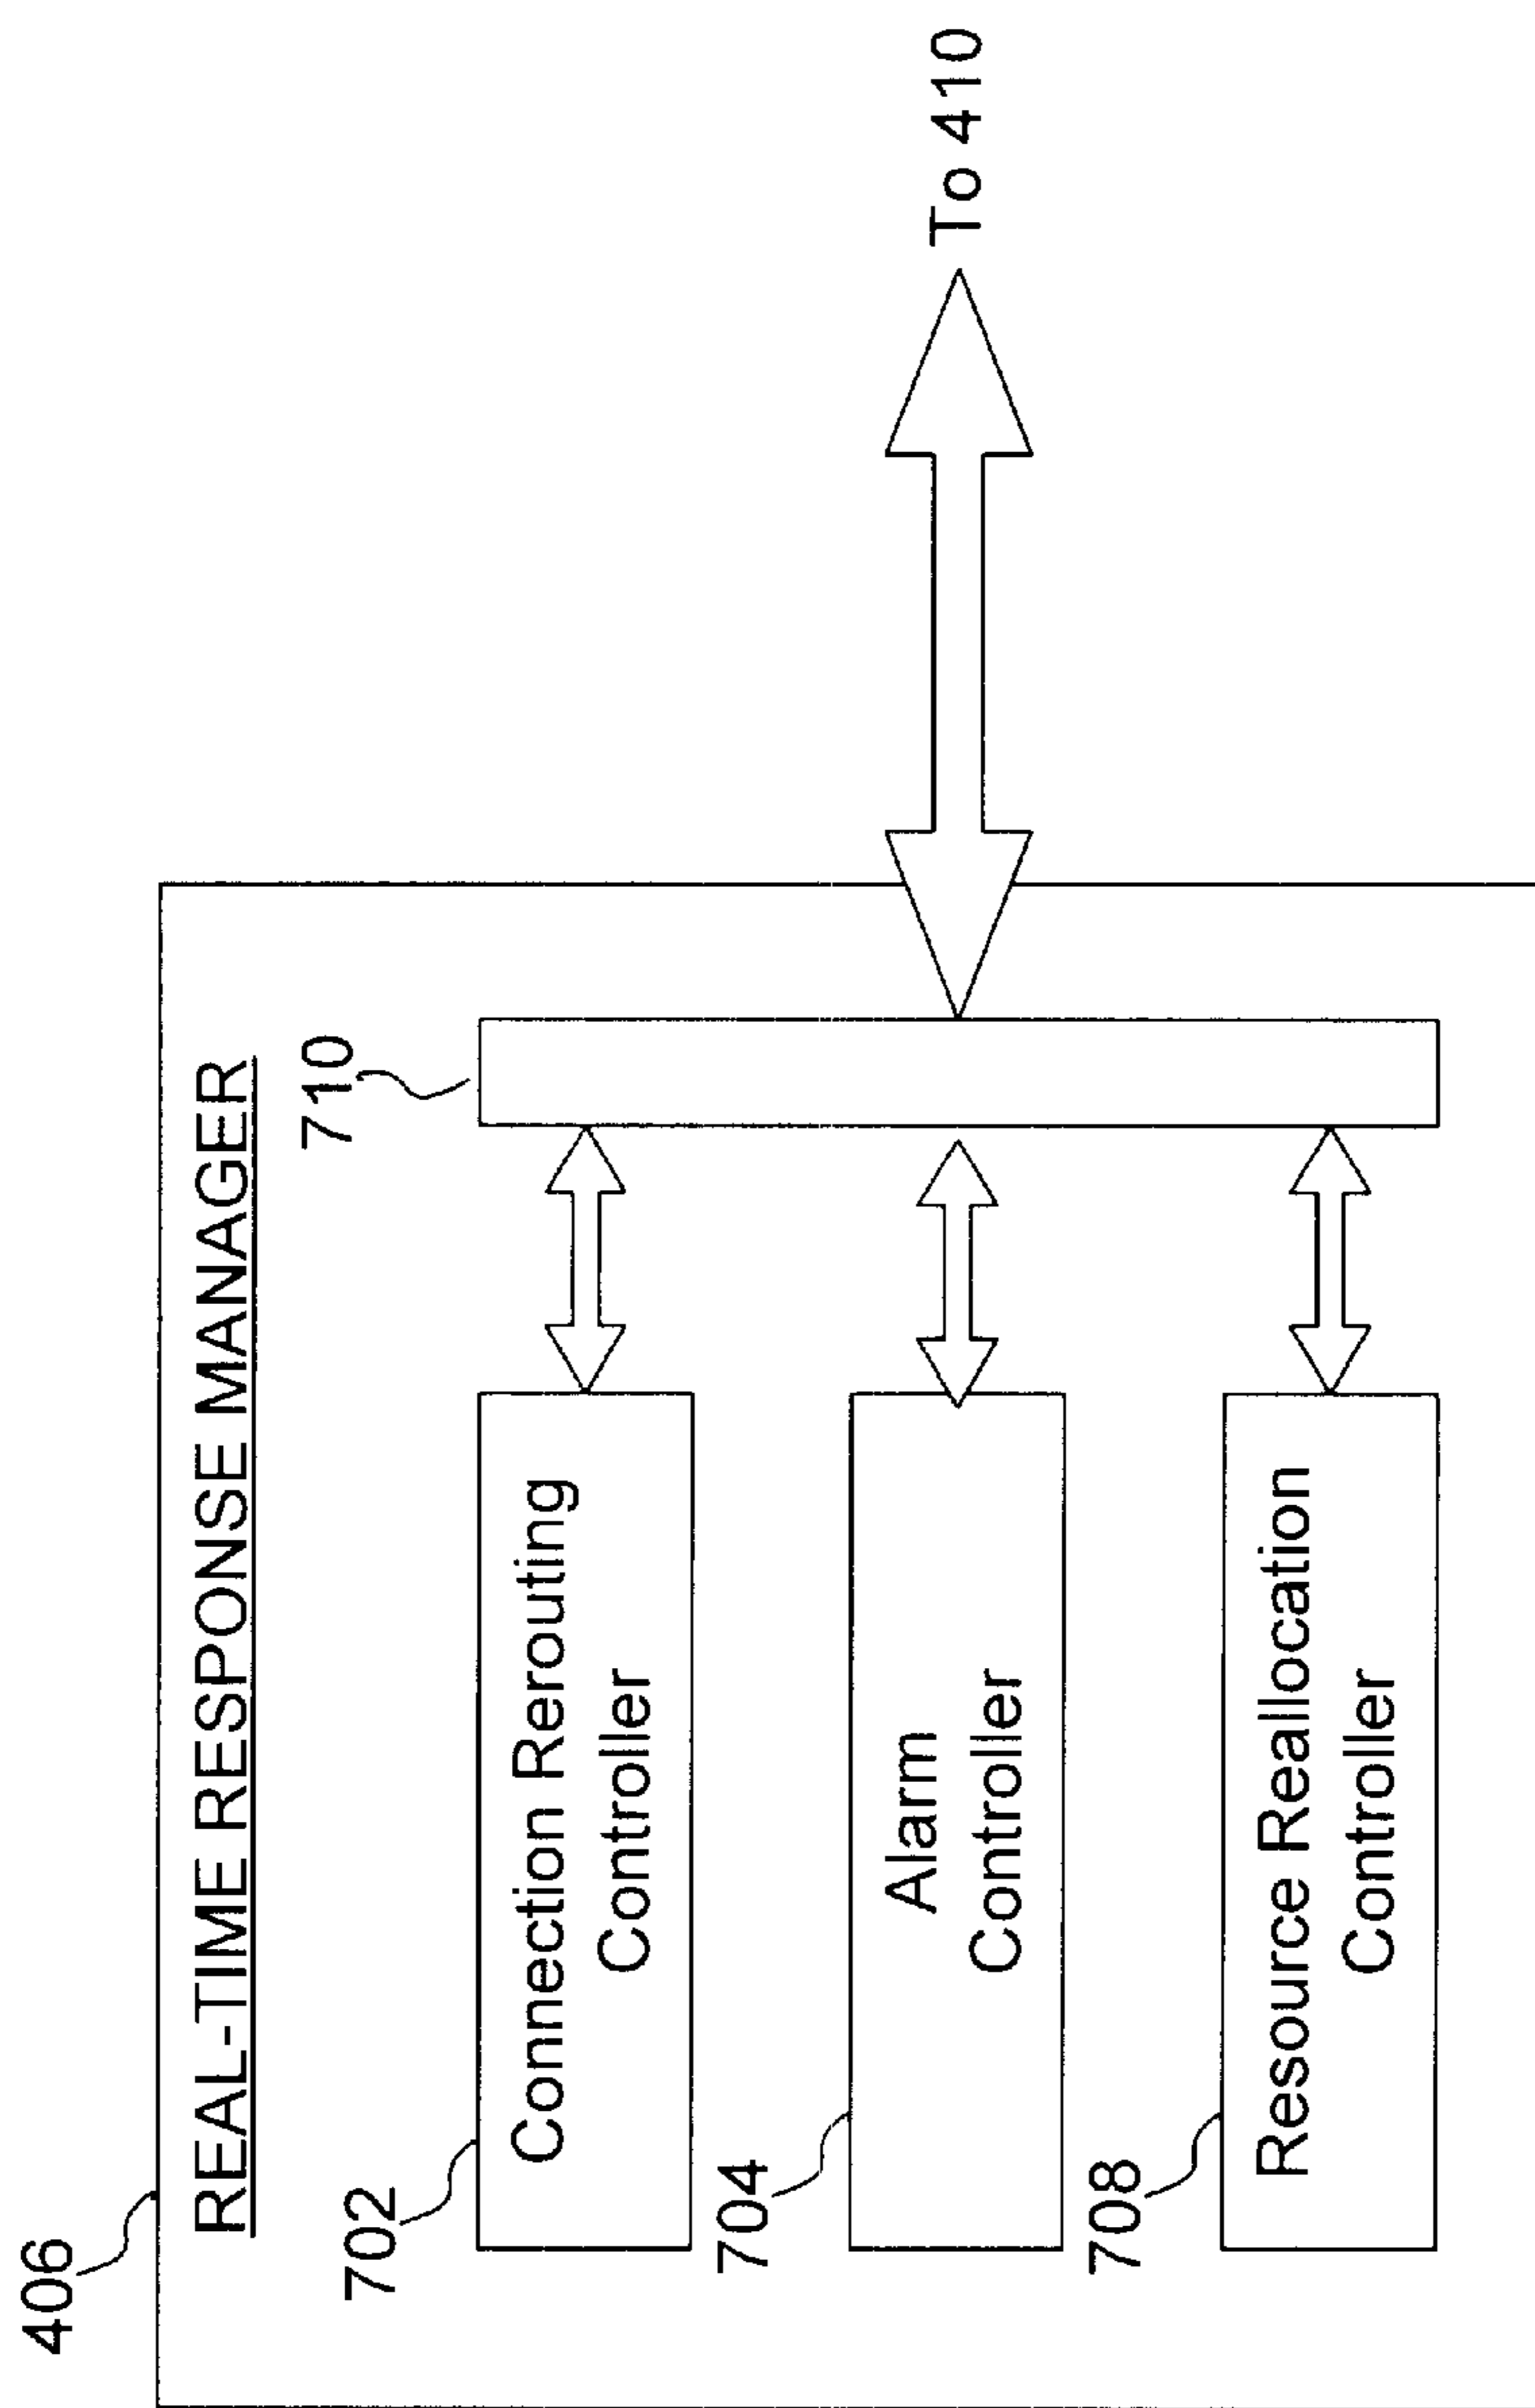 406
REAL-TIME RESPONSE MANAGER
710
702
Connection Rerouting
Controller
704
Alarm
Controller
To 410
708
Resource Reallocation
Controller